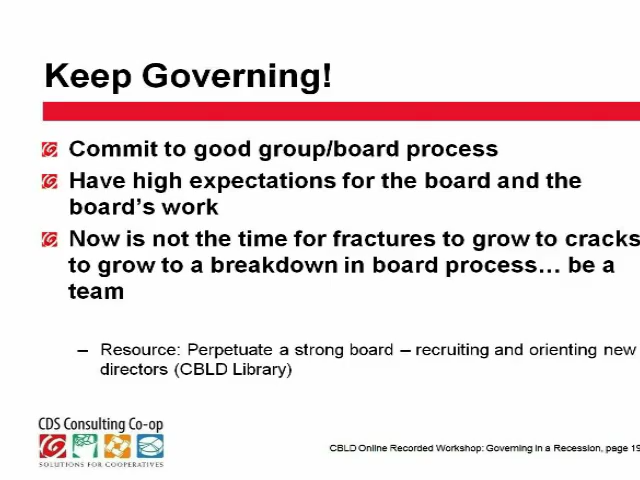 Keep Governing!
Commit to good group/board process
Have high expectations for the board and the
board's work
Now is not the time for fractures to grow to cracks
to grow to a breakdown in board process… be a
team
– Resource: Perpetuate a strong board – recruiting and orienting new
directors (CBLD Library)
CDS Consulting Co-op
SOLUTIONS FOR COOPERATIVES
CBLD Online Recorded Workshop: Governing in a Recession, page 19